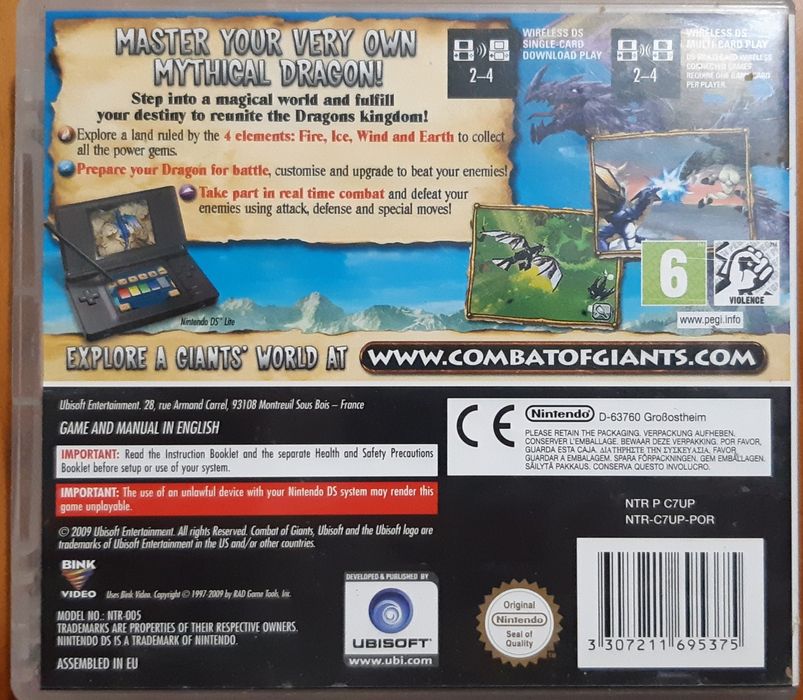 MASTER YOUR VERY OWN
MYTHICAL DRAGON!
Step into a magical world and fulfill
your destiny to reunite the Dragons kingdom!
Explore a land ruled by the 4 elements: Fire, Ice, Wind and Earth to collect
all the power gems.
Prepare your Dragon for battle, customise and upgrade to beat your enemies!
Take part in real time combat and defeat your
enemies using attack, defense and special moves!
Nintendo DS™ Lite
WIRELESS DS
SINGLE-CARD
DOWNLOAD PLAY
2–4
WIRELESS DS
MULTI-CARD PLAY
REQUIRE ONE GAME CARD
PER PLAYER.
2–4
6
VIOLENCE
www.pegi.info
EXPLORE A GIANTS' WORLD AT WWW.COMBATOFGIANTS.COM
Ubisoft Entertainment. 28, rue Armand Carrel, 93108 Montreuil Sous Bois – France
GAME AND MANUAL IN ENGLISH
IMPORTANT: Read the Instruction Booklet and the separate Health and Safety Precautions
Booklet before setup or use of your system.
IMPORTANT: The use of an unlawful device with your Nintendo DS system may render this
game unplayable.
© 2009 Ubisoft Entertainment. All rights Reserved. Combat of Giants, Ubisoft and the Ubisoft logo are
trademarks of Ubisoft Entertainment in the US and/or other countries.
BINK
VIDEO
Uses Bink Video. Copyright © 1997-2009 by RAD Game Tools, Inc.
MODEL NO.: NTR-005
TRADEMARKS ARE PROPERTIES OF THEIR RESPECTIVE OWNERS.
NINTENDO DS IS A TRADEMARK OF NINTENDO.
ASSEMBLED IN EU
DEVELOPED & PUBLISHED BY
UBISOFT
www.ubi.com
CE
Nintendo D-63760 Großostheim
PLEASE RETAIN THE PACKAGING. VERPACKUNG AUFHEBEN.
CONSERVER L'EMBALLAGE. BEWAAR DEZE VERPAKKING. POR FAVOR,
GUARDA ESTA CAJA. ΔΙΑΤΗΡΗΣΤΕ ΤΗΝ ΣΥΣΚΕΥΑΣΙΑ. FAVOR
GUARDAR A EMBALAGEM. SPARA FÖRPACKNINGEN. GEM EMBALLAGEN.
SÄILYTÄ PAKKAUS. CONSERVA QUESTO INVOLUCRO.
NTR P C7UP
NTR-C7UP-POR
Original
Nintendo
Seal of
Quality
3 307211 695375